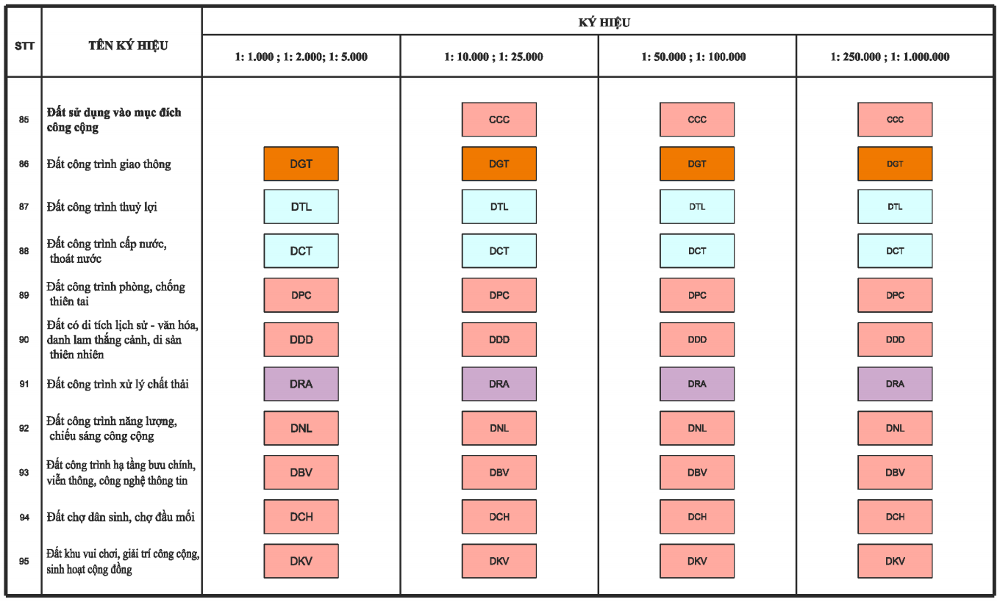 STT
TÊN KÝ HIỆU
KÝ HIỆU
1: 1.000 ; 1: 2.000; 1: 5.000
1: 10.000 ; 1: 25.000
1: 50.000 ; 1: 100.000
1: 250.000 ; 1: 1.000.000
85
Đất sử dụng vào mục đích
công cộng
CCC
CCC
CCC
86
Đất công trình giao thông
DGT
DGT
DGT
DGT
87
Đất công trình thuỷ lợi
DTL
DTL
DTL
DTL
88
Đất công trình cấp nước,
thoát nước
DCT
DCT
DCT
DCT
89
Đất công trình phòng, chống
thiên tai
DPC
DPC
DPC
DPC
90
Đất có di tích lịch sử - văn hóa,
danh lam thắng cảnh, di sản
thiên nhiên
DDD
DDD
DDD
DDD
91
Đất công trình xử lý chất thải
DRA
DRA
DRA
DRA
92
Đất công trình năng lượng,
chiếu sáng công cộng
DNL
DNL
DNL
DNL
93
Đất công trình hạ tầng bưu chính,
viễn thông, công nghệ thông tin
DBV
DBV
DBV
DBV
94
Đất chợ dân sinh, chợ đầu mối
DCH
DCH
DCH
DCH
95
Đất khu vui chơi, giải trí công cộng,
sinh hoạt cộng đồng
DKV
DKV
DKV
DKV